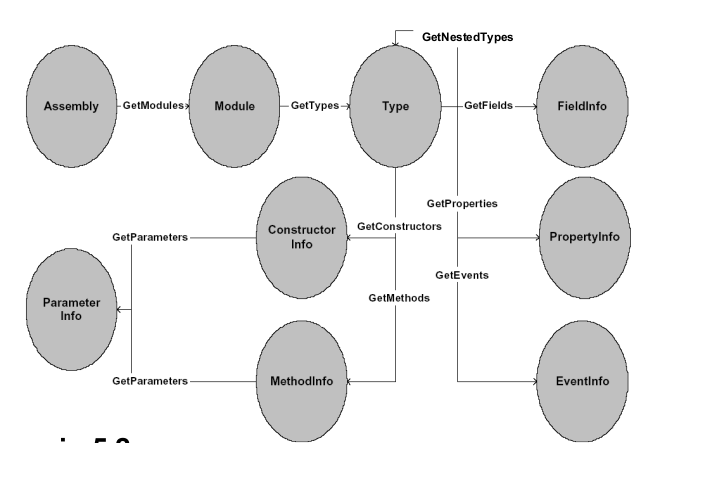 GetNestedTypes
Assembly
GetModules
Module
GetTypes
Type
GetFields
FieldInfo
GetProperties
Constructor
Info
GetConstructors
GetParameters
PropertyInfo
GetEvents
Parameter
Info
GetMethods
GetParameters
MethodInfo
EventInfo